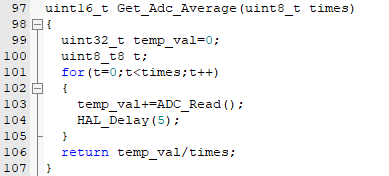 97 uint16_t Get_Adc_Average(uint8_t times)
98 {
99 uint32_t temp_val=0;
100 uint8_t8 t;
101 for(t=0;t<times;t++)
102 {
103 temp_val+=ADC_Read();
104 HAL_Delay(5);
105 }
106 return temp_val/times;
107 }